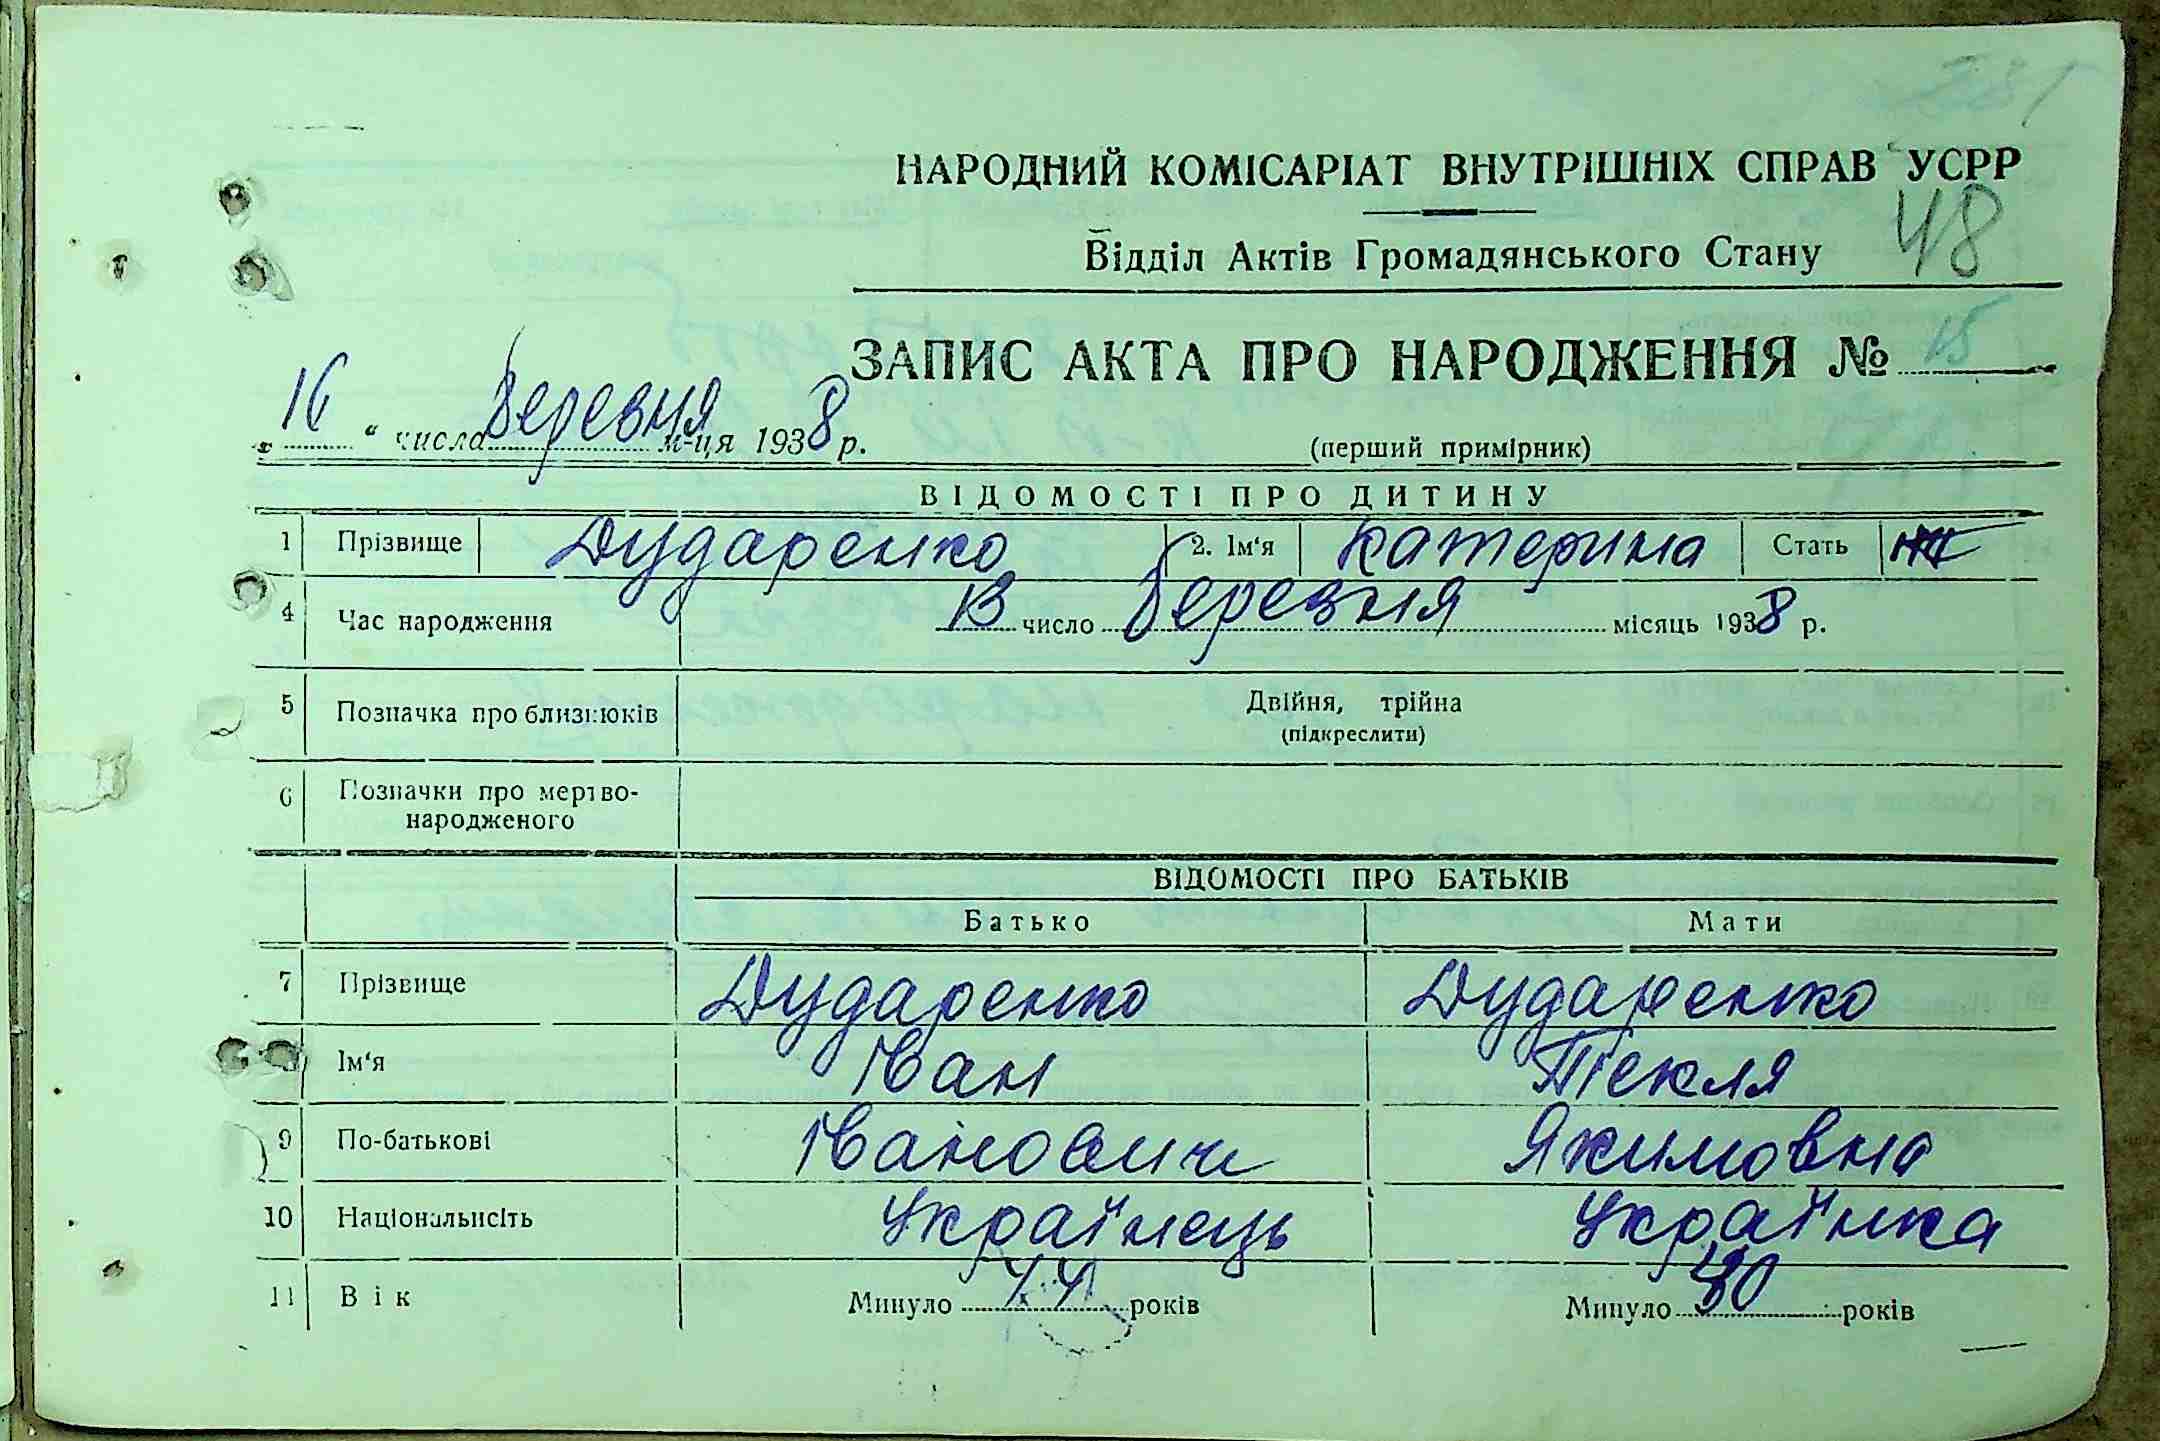 НАРОДНИЙ КОМІСАРІАТ ВНУТРІШНІХ СПРАВ УСРР
48
Відділ Актів Громадянського Стану
ЗАПИС АКТА ПРО НАРОДЖЕННЯ № 15
„ 16 “ числа Березня м-ця 1938 р.
(перший примірник)
ВІДОМОСТІ ПРО ДИТИНУ
1 Прізвище Дударенко 2. Ім‘я Катерина Стать
4 Час народження 13 число Березня місяць 1938 р.
5 Позначка про близнюків Двійня, трійна
(підкреслити)
6 Позначки про мертво-
народженого
ВІДОМОСТІ ПРО БАТЬКІВ
Батько Мати
7 Прізвище Дударенко Дударенко
Ім‘я Іван Текля
9 По-батькові Іванович Якимовна
10 Національність Українець Українка
11 Вік Минуло 44 років Минуло 40 років